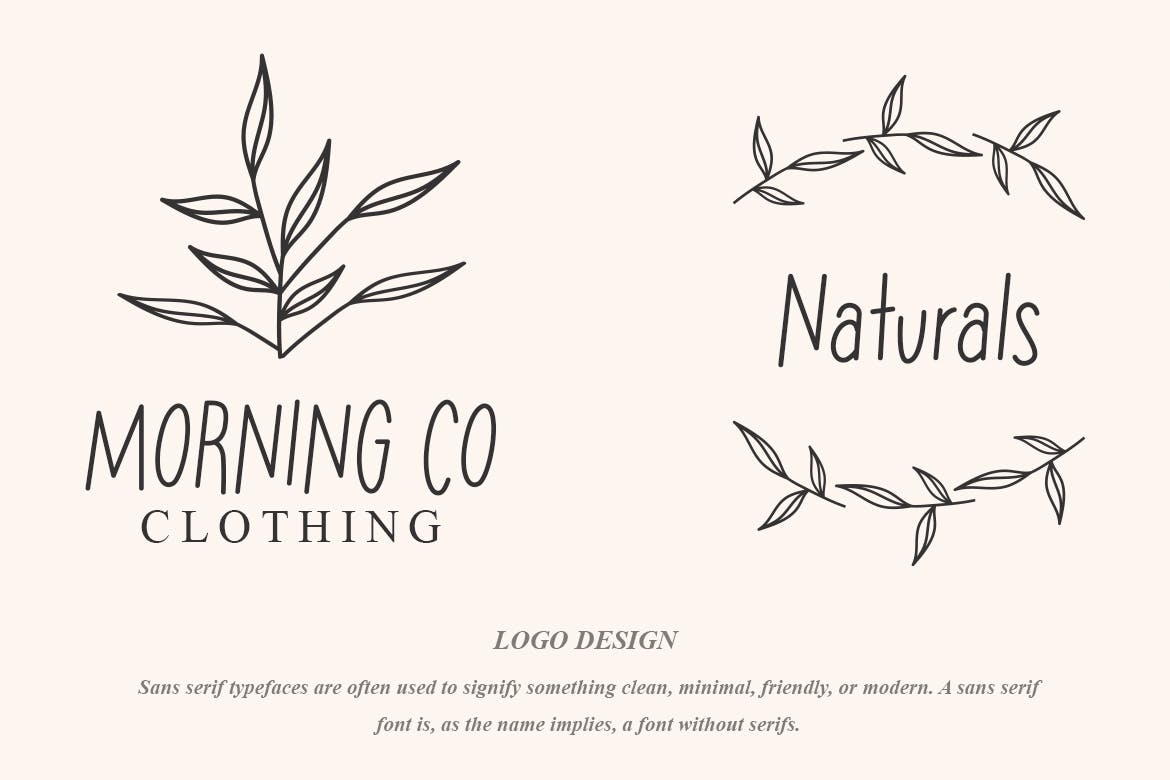 MORNING CO
CLOTHING
Naturals
LOGO DESIGN
Sans serif typefaces are often used to signify something clean, minimal, friendly, or modern. A sans serif
font is, as the name implies, a font without serifs.